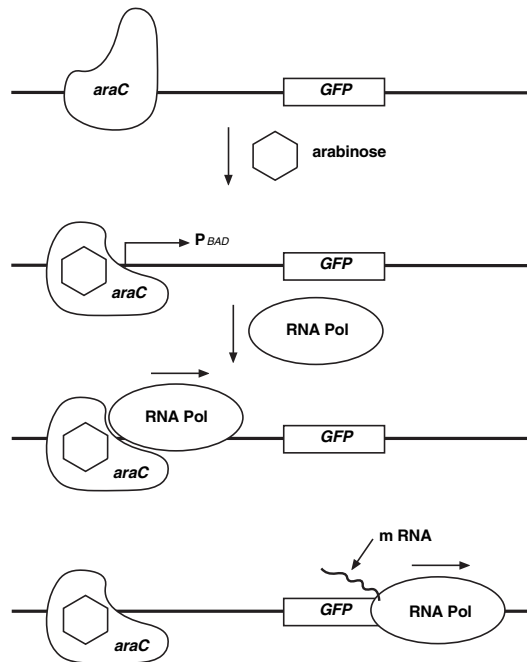 araC
GFP
arabinose
P BAD
GFP
araC
RNA Pol
RNA Pol
GFP
araC
m RNA
GFP
RNA Pol
araC